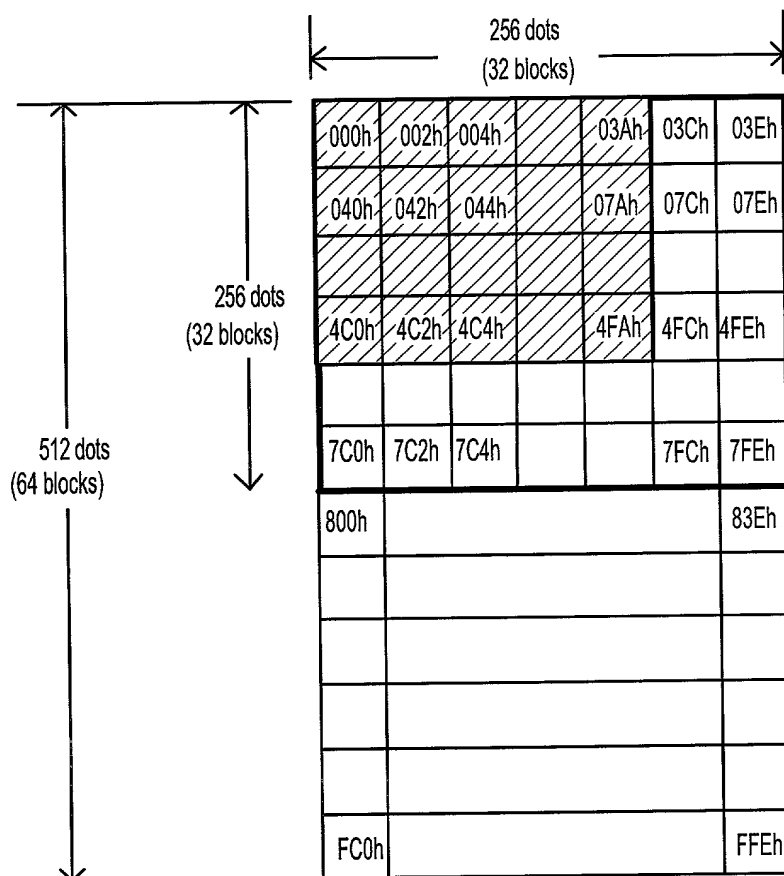 256 dots
(32 blocks)
000h 002h 004h 03Ah 03Ch 03Eh
040h 042h 044h 07Ah 07Ch 07Eh
256 dots
(32 blocks)
4C0h 4C2h 4C4h 4FAh 4FCh 4FEh
512 dots
(64 blocks)
7C0h 7C2h 7C4h 7FCh 7FEh
800h 83Eh
FC0h FFEh